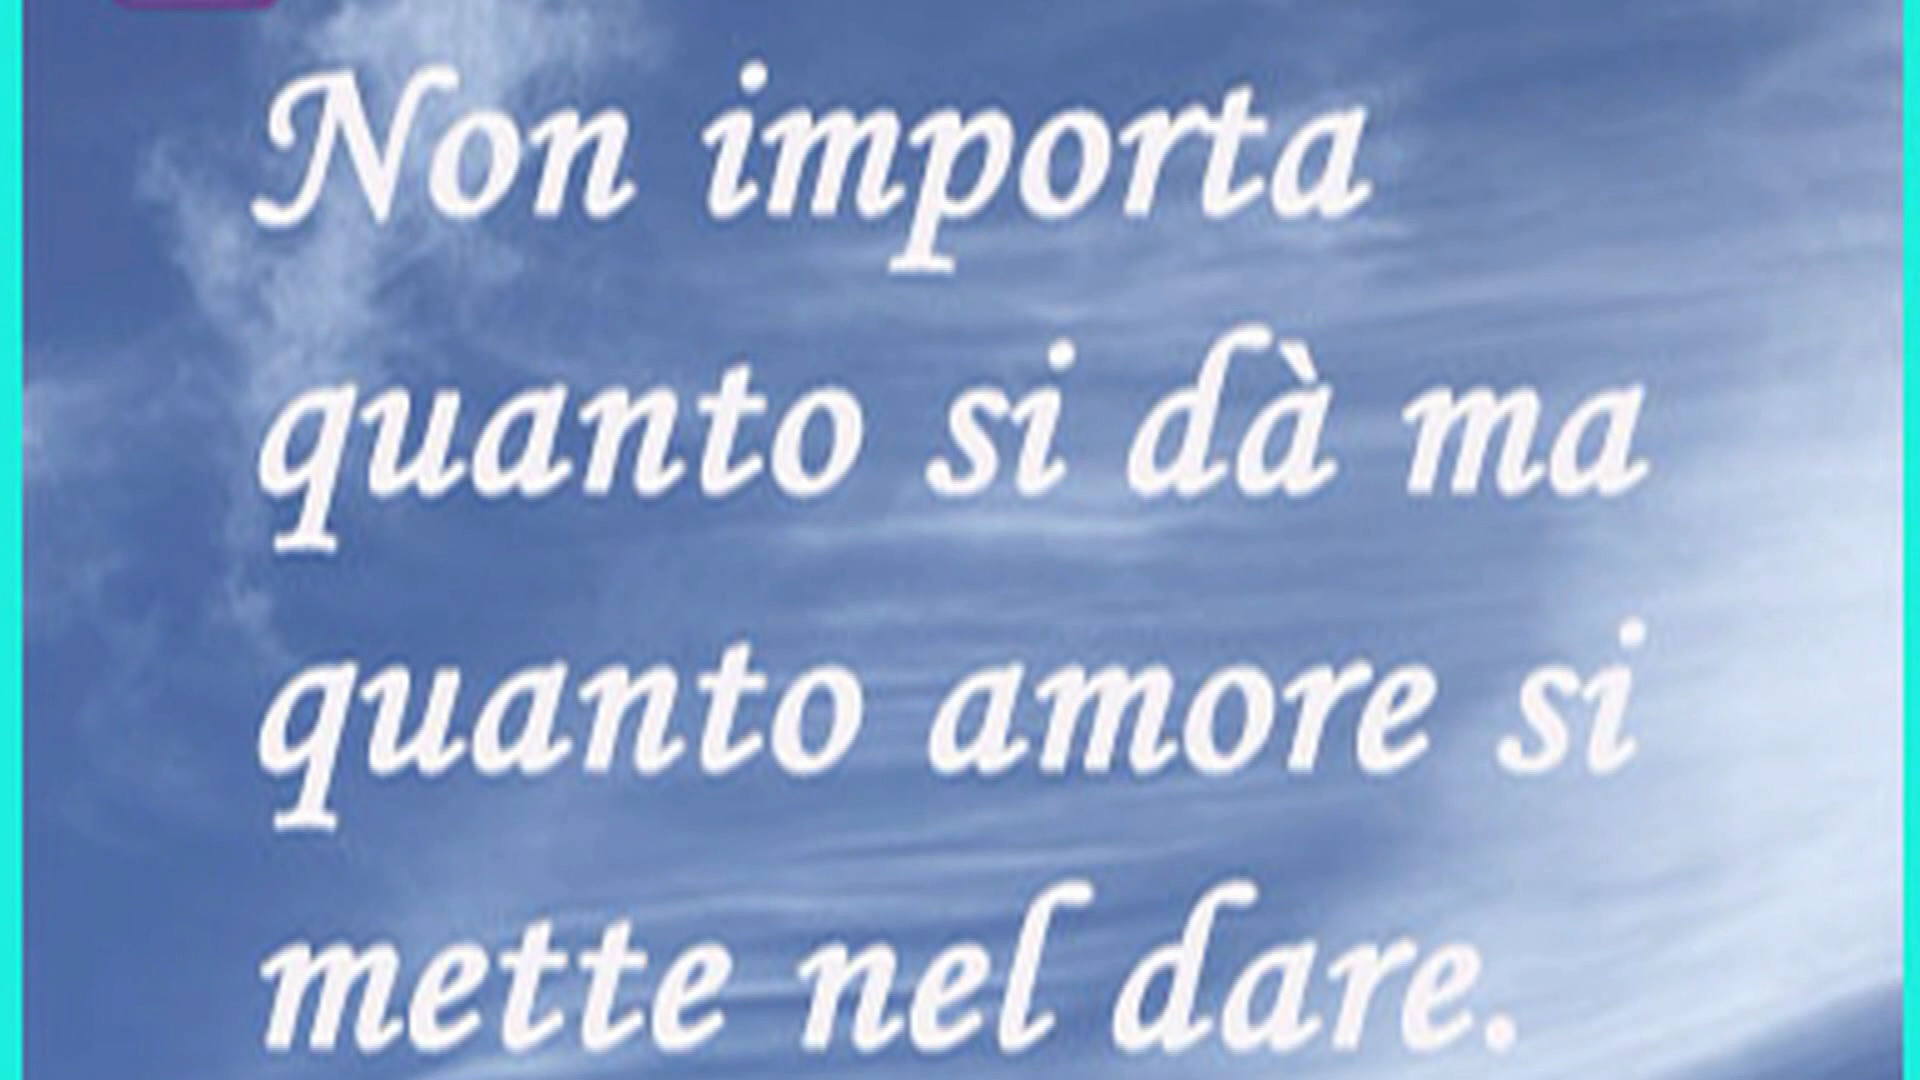 Non importa
quanto si dà ma
quanto amore si
mette nel dare.